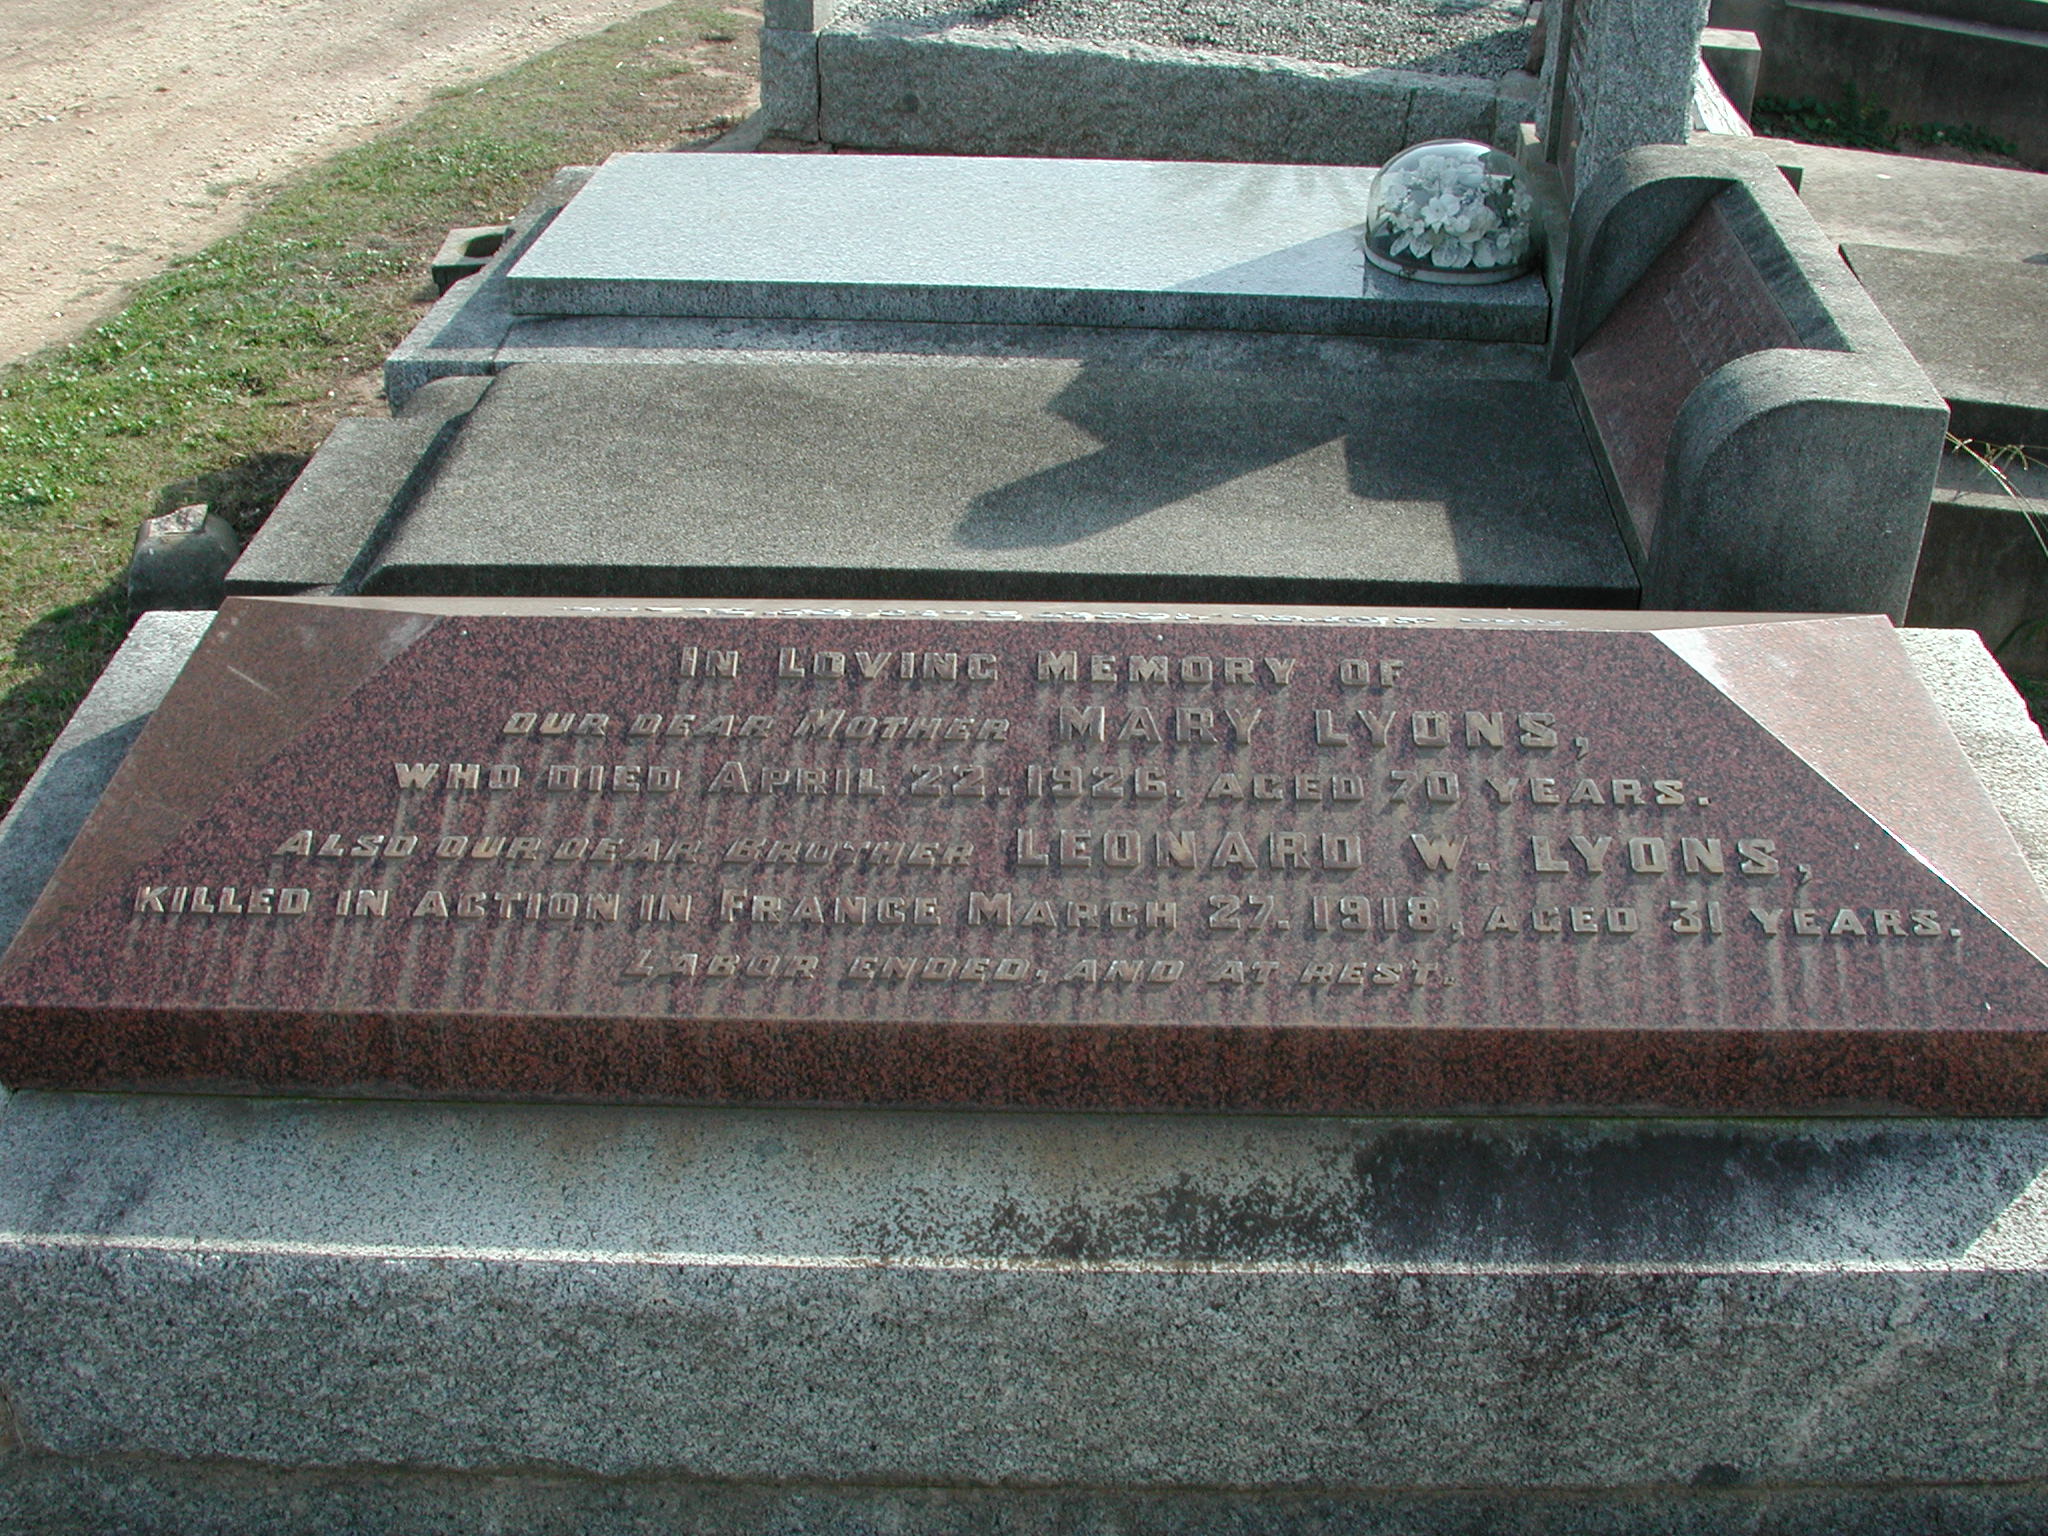 IN LOVING MEMORY OF
OUR DEAR MOTHER MARY LYONS,
WHO DIED APRIL 22. 1926, AGED 70 YEARS.
ALSO OUR DEAR BROTHER LEONARD W. LYONS,
KILLED IN ACTION IN FRANCE MARCH 27. 1918, AGED 31 YEARS.
LABOR ENDED, AND AT REST.